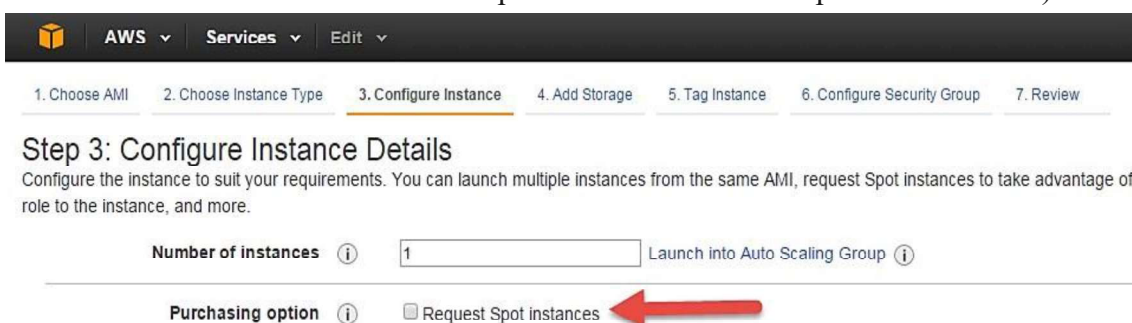 AWS Services Edit
1. Choose AMI 2. Choose Instance Type 3. Configure Instance 4. Add Storage 5. Tag Instance 6. Configure Security Group 7. Review
Step 3: Configure Instance Details
Configure the instance to suit your requirements. You can launch multiple instances from the same AMI, request Spot instances to take advantage of
role to the instance, and more.
Number of instances i 1 Launch into Auto Scaling Group i
Purchasing option i Request Spot instances